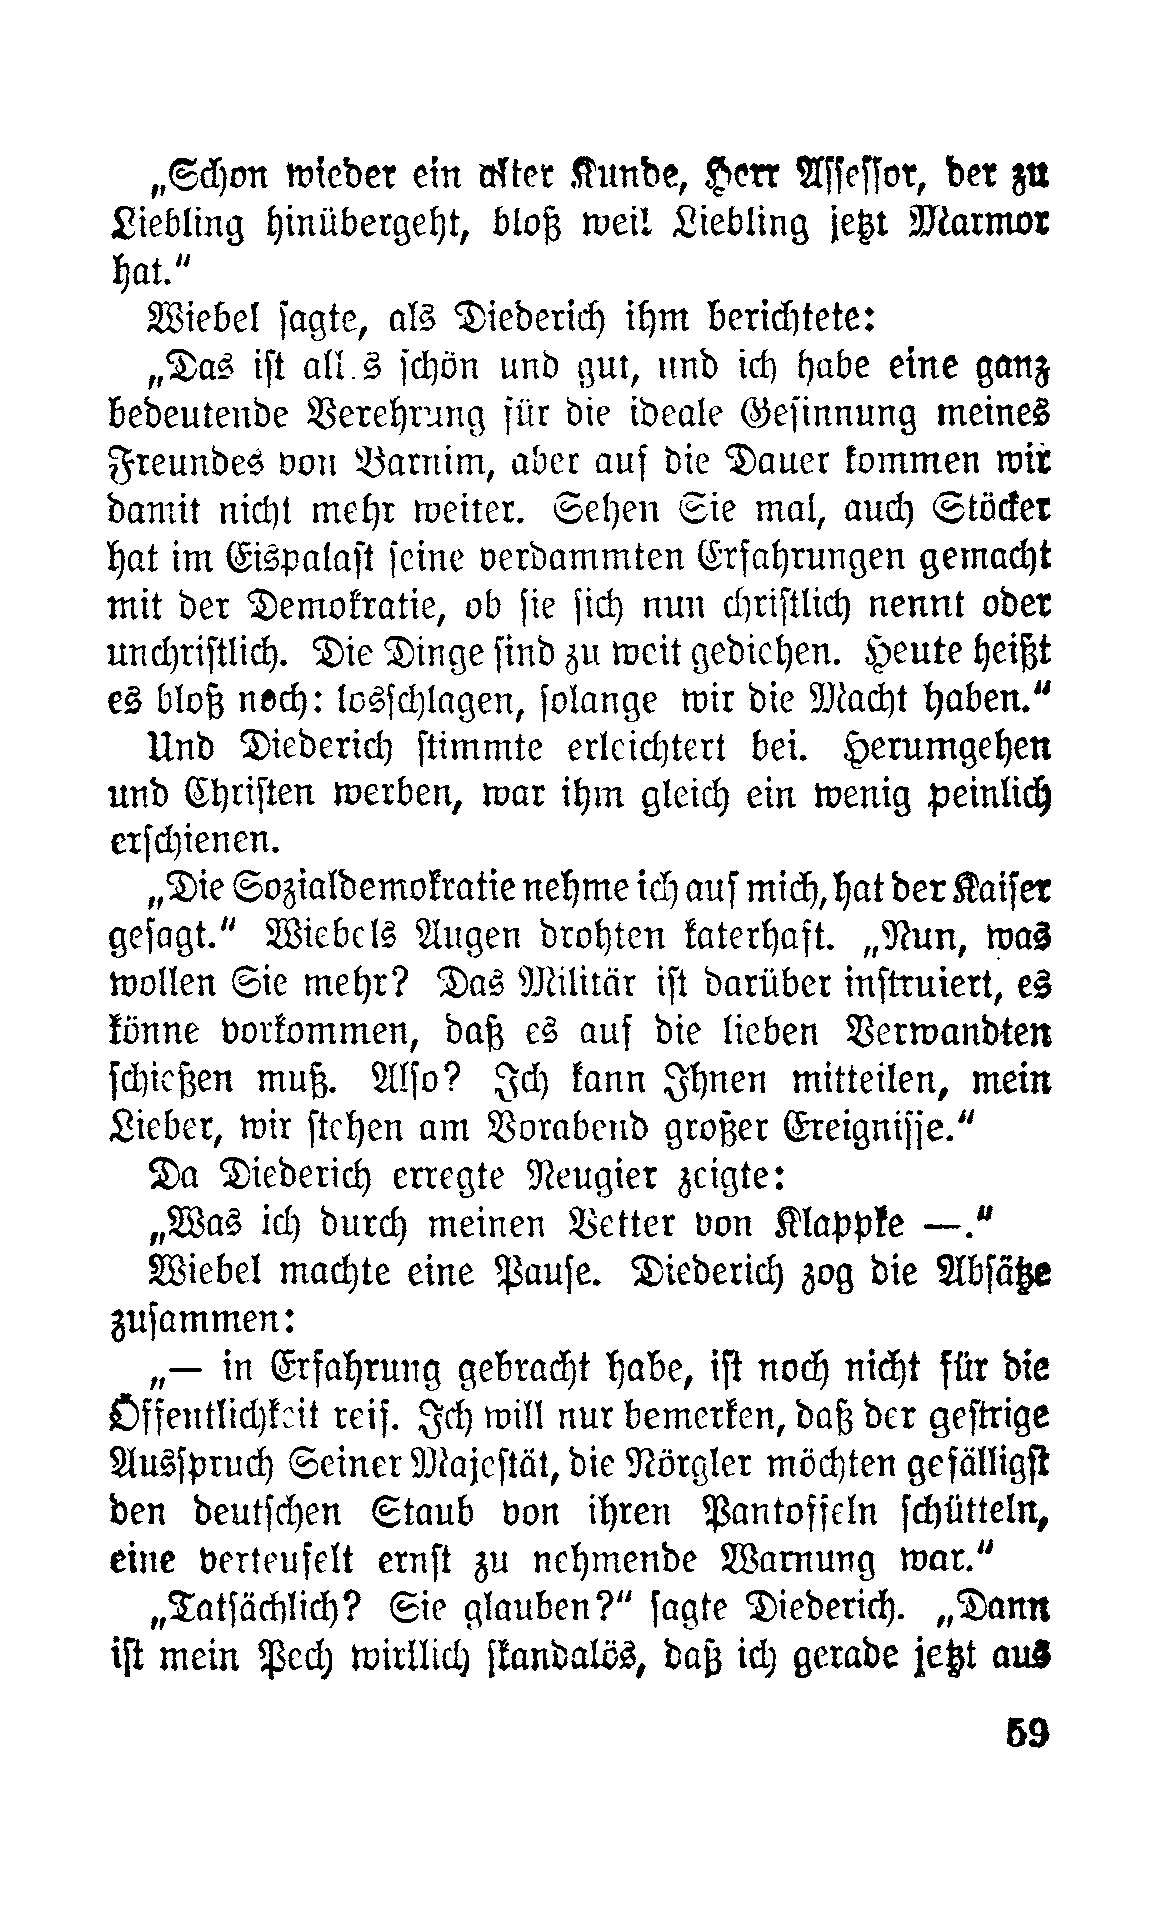 „Schon wieder ein alter Kunde, Herr Assessor, der zu
Liebling hinübergeht, bloß weil Liebling jetzt Marmor
hat.“
Wiebel sagte, als Diederich ihm berichtete:
„Das ist all.s schön und gut, und ich habe eine ganz
bedeutende Verehrung für die ideale Gesinnung meines
Freundes von Barnim, aber auf die Dauer kommen wir
damit nicht mehr weiter. Sehen Sie mal, auch Stöcker
hat im Eispalast seine verdammten Erfahrungen gemacht
mit der Demokratie, ob sie sich nun christlich nennt oder
unchristlich. Die Dinge sind zu weit gediehen. Heute heißt
es bloß noch: losschlagen, solange wir die Macht haben.“
Und Diederich stimmte erleichtert bei. Herumgehen
und Christen werben, war ihm gleich ein wenig peinlich
erschienen.
„Die Sozialdemokratie nehme ich auf mich, hat der Kaiser
gesagt.“ Wiebels Augen drohten katerhaft. „Nun, was
wollen Sie mehr? Das Militär ist darüber instruiert, es
könne vorkommen, daß es auf die lieben Verwandten
schießen muß. Also? Ich kann Ihnen mitteilen, mein
Lieber, wir stehen am Vorabend großer Ereignisse.“
Da Diederich erregte Neugier zeigte:
„Was ich durch meinen Vetter von Klappke —.“
Wiebel machte eine Pause. Diederich zog die Absätze
zusammen:
„— in Erfahrung gebracht habe, ist noch nicht für die
Öffentlichkeit reif. Ich will nur bemerken, daß der gestrige
Ausspruch Seiner Majestät, die Nörgler möchten gefälligst
den deutschen Staub von ihren Pantoffeln schütteln,
eine verteufelt ernst zu nehmende Warnung war.“
„Tatsächlich? Sie glauben?“ sagte Diederich. „Dann
ist mein Pech wirklich skandalös, daß ich gerade jetzt aus
59